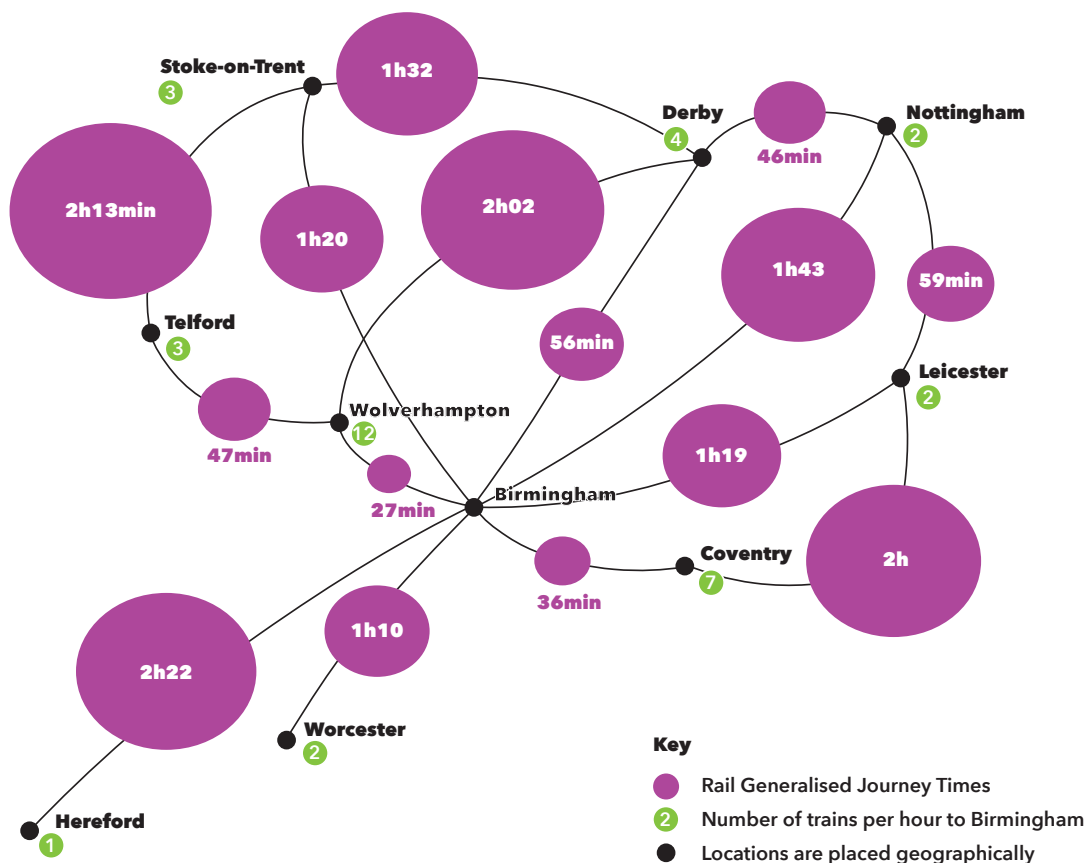 Stoke-on-Trent
3
1h32
Derby
4
46min
Nottingham
2
2h13min
1h20
2h02
1h43
59min
Telford
3
56min
Leicester
2
47min
Wolverhampton
12
27min
Birmingham
1h19
36min
Coventry
7
2h
2h22
1h10
Worcester
2
Hereford
1
Key
Rail Generalised Journey Times
2 Number of trains per hour to Birmingham
Locations are placed geographically